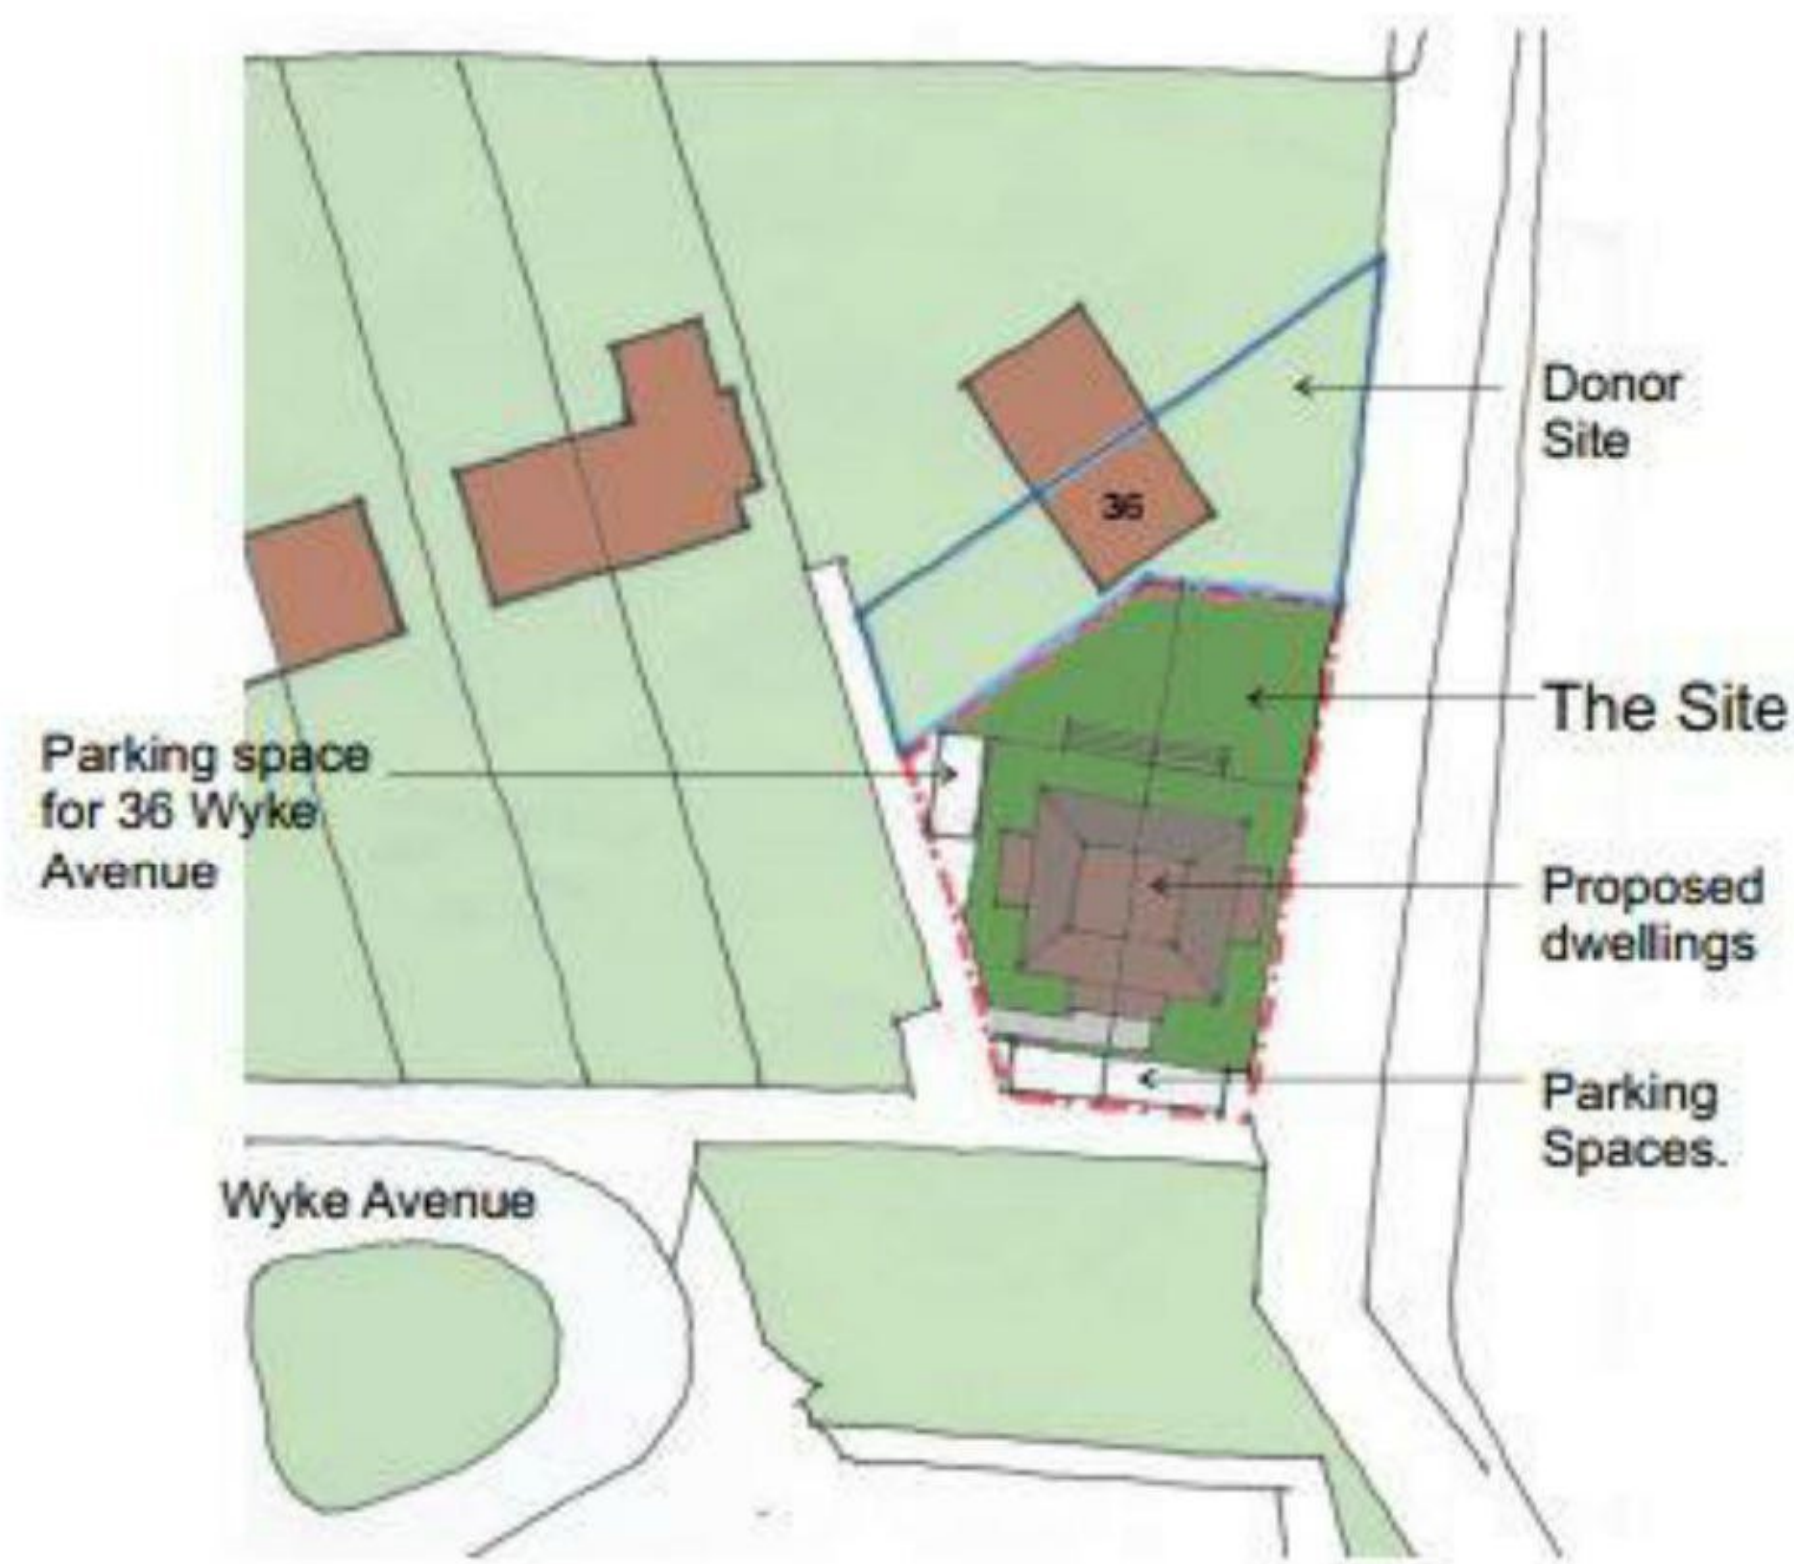 Donor
Site
36
The Site
Parking space
for 36 Wyke
Avenue
Proposed
dwellings
Parking
Spaces.
Wyke Avenue